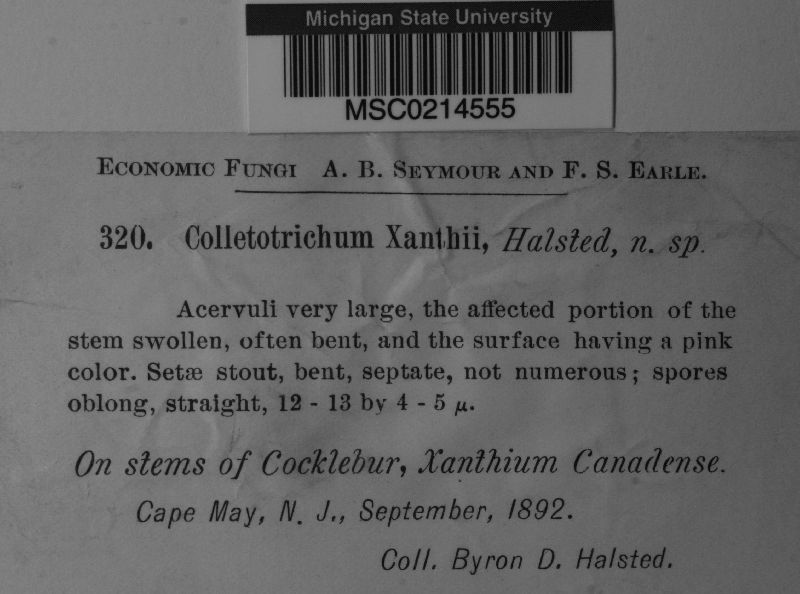 Michigan State University
MSC0214555
Economic Fungi A. B. Seymour and F. S. Earle.
320. Colletotrichum Xanthii, Halsted, n. sp.
Acervuli very large, the affected portion of the
stem swollen, often bent, and the surface having a pink
color. Setæ stout, bent, septate, not numerous; spores
oblong, straight, 12 - 13 by 4 - 5 μ.
On stems of Cocklebur, Xanthium Canadense.
Cape May, N. J., September, 1892.
Coll. Byron D. Halsted.